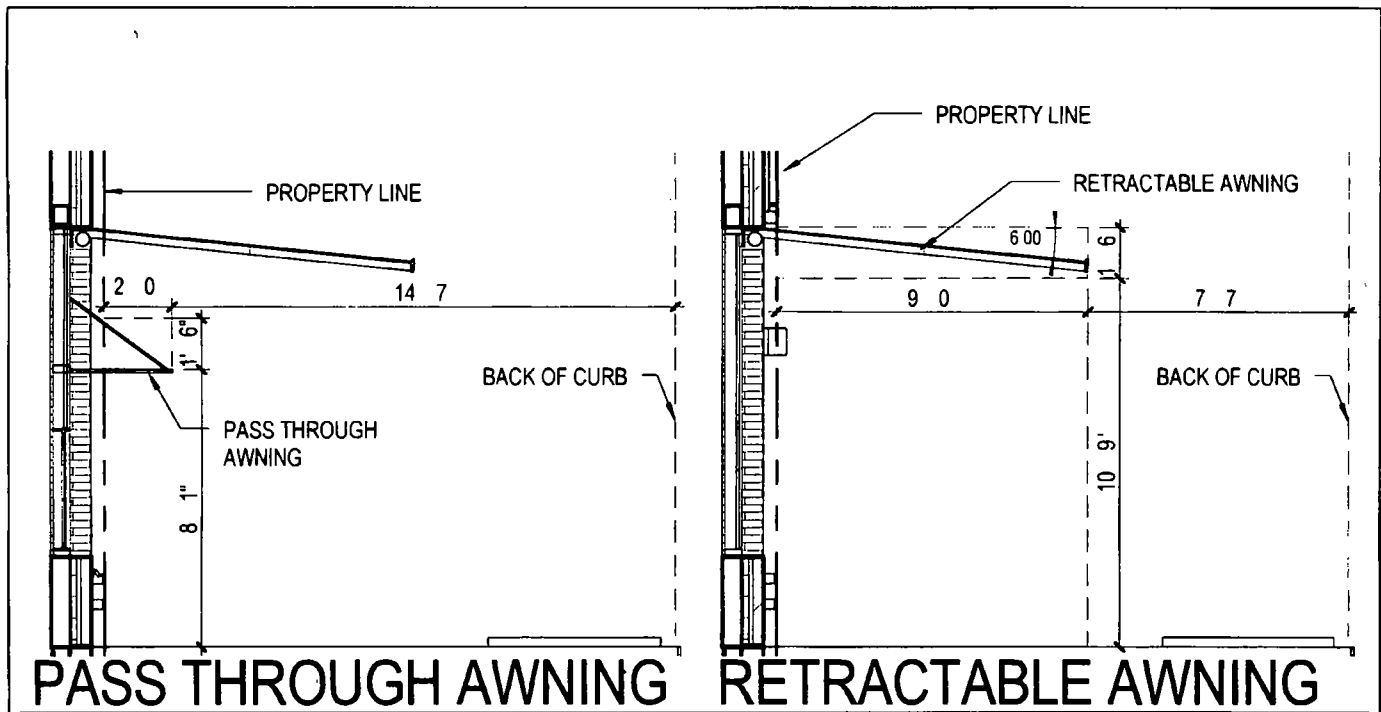 PROPERTY LINE
2 0
14 7
1' 6"
BACK OF CURB
PASS THROUGH
AWNING
8 1"
PASS THROUGH AWNING
PROPERTY LINE
RETRACTABLE AWNING
6 00
1 6
9 0
7 7
BACK OF CURB
10 9'
RETRACTABLE AWNING